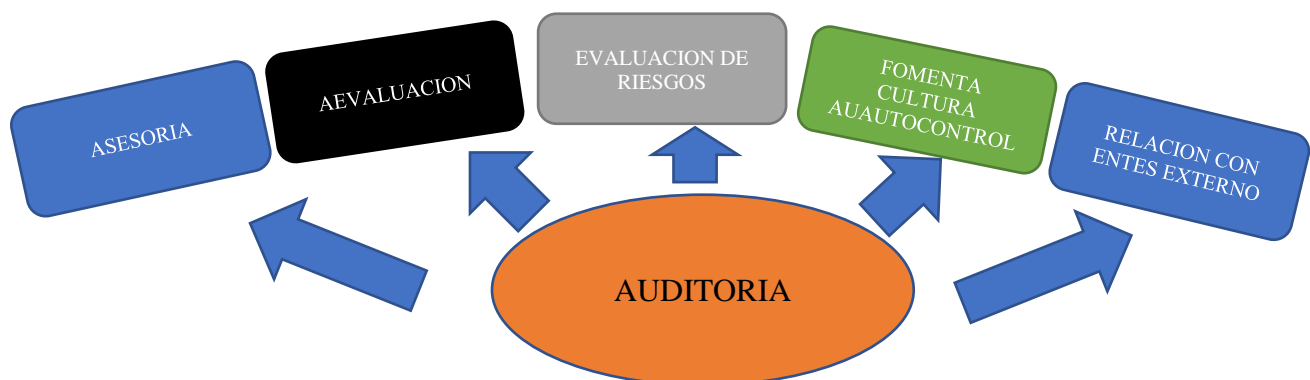 ASESORIA
AEVALUACION
EVALUACION DE
RIESGOS
FOMENTA
CULTURA
AUAUTOCONTROL
RELACION CON
ENTES EXTERNO
AUDITORIA